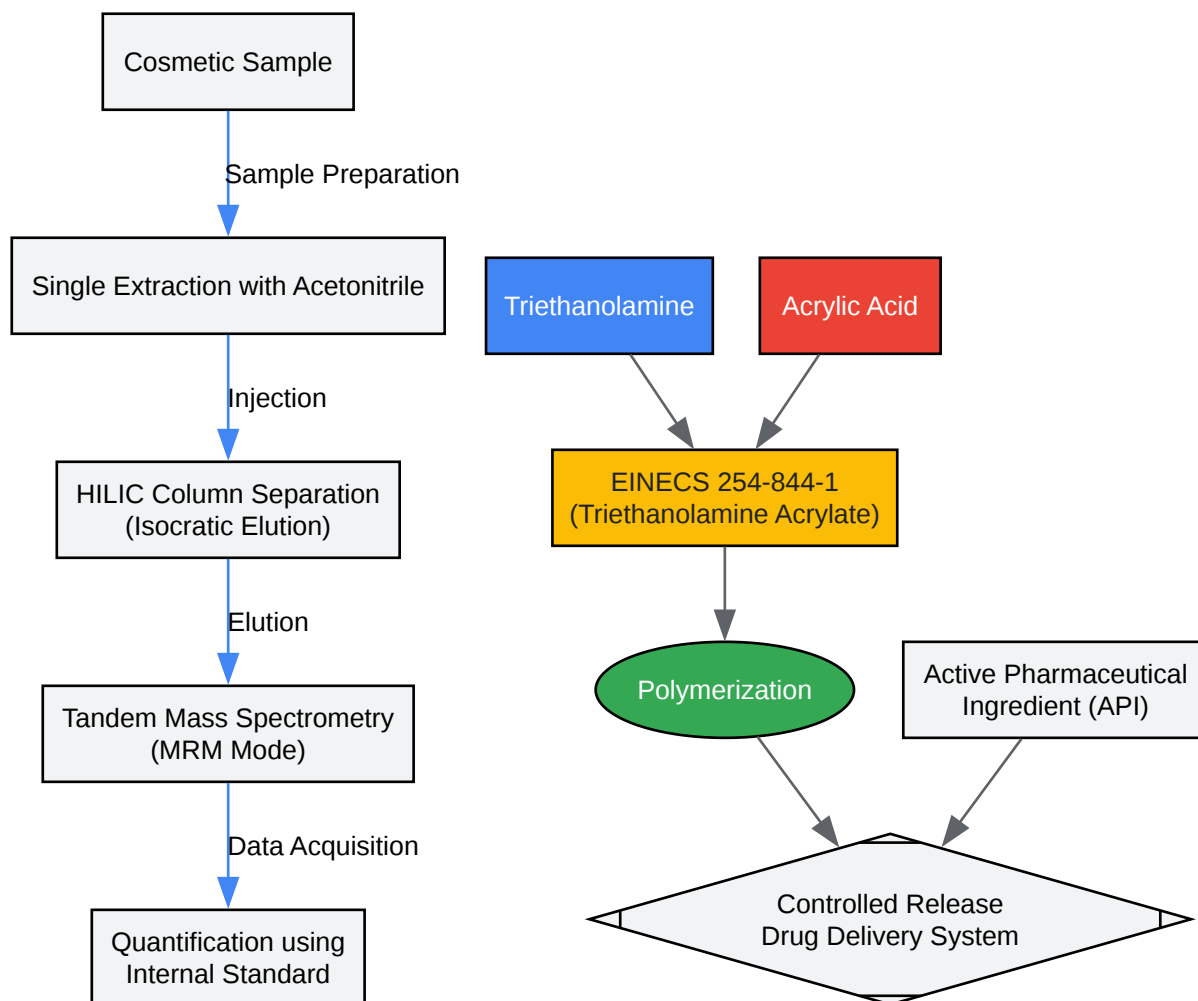 Cosmetic Sample
Sample Preparation
Single Extraction with Acetonitrile
Injection
HILIC Column Separation
(Isocratic Elution)
Elution
Tandem Mass Spectrometry
(MRM Mode)
Data Acquisition
Quantification using
Internal Standard
Triethanolamine
Acrylic Acid
EINECS 254-844-1
(Triethanolamine Acrylate)
Polymerization
Active Pharmaceutical
Ingredient (API)
Controlled Release
Drug Delivery System